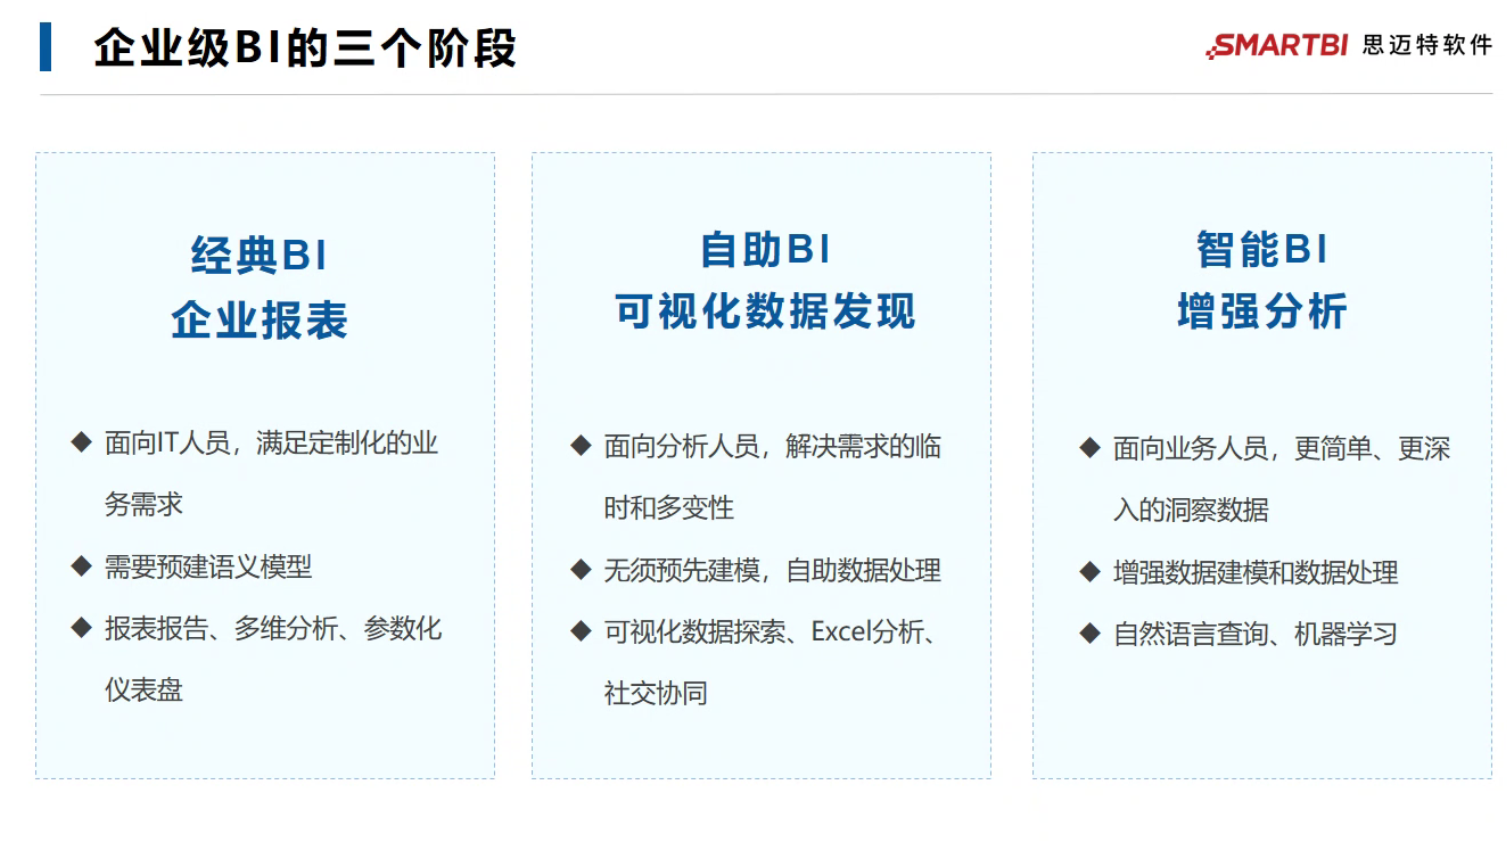 企业级BI的三个阶段
SMARTBI 思迈特软件
经典BI
企业报表
◆ 面向IT人员，满足定制化的业
务需求
◆ 需要预建语义模型
◆ 报表报告、多维分析、参数化
仪表盘
自助BI
可视化数据发现
◆ 面向分析人员，解决需求的临
时和多变性
◆ 无须预先建模，自助数据处理
◆ 可视化数据探索、Excel分析、
社交协同
智能BI
增强分析
◆ 面向业务人员，更简单、更深
入的洞察数据
◆ 增强数据建模和数据处理
◆ 自然语言查询、机器学习